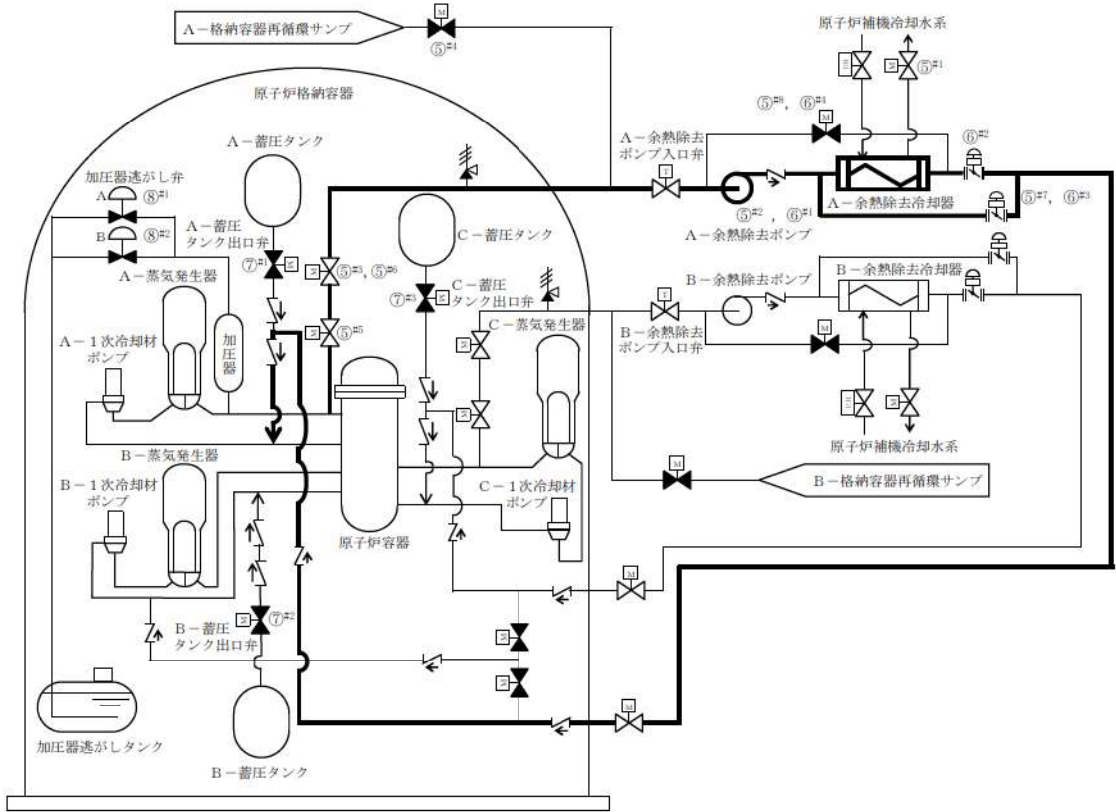 A－格納容器再循環サンプ
M
⑤#4
原子炉補機冷却水系
⑤#1
原子炉格納容器
A－蓄圧タンク
加圧器逃がし弁
A
⑧#1
B
⑧#2
A－蓄圧
タンク出口弁
⑦#1
M
A－蒸気発生器
A－1次冷却材
ポンプ
加圧器
M
⑤#3, ⑤#6
M
⑤#5
C－蓄圧タンク
⑦#3
M
C－蓄圧
タンク出口弁
C－蒸気発生器
A－余熱除去
ポンプ入口弁
T
⑤#8, ⑥#4
M
⑥#2
A－余熱除去冷却器
⑤#7, ⑥#3
⑤#2, ⑥#1
A－余熱除去ポンプ
B－余熱除去ポンプ
B－余熱除去冷却器
T
B－余熱除去
ポンプ入口弁
M
M
M
M
M
原子炉補機冷却水系
M
B－格納容器再循環サンプ
B－蒸気発生器
B－1次冷却材
ポンプ
C－1次冷却材
ポンプ
原子炉容器
M
⑦#2
M
B－蓄圧
タンク出口弁
M
M
M
加圧器逃がしタンク
B－蓄圧タンク